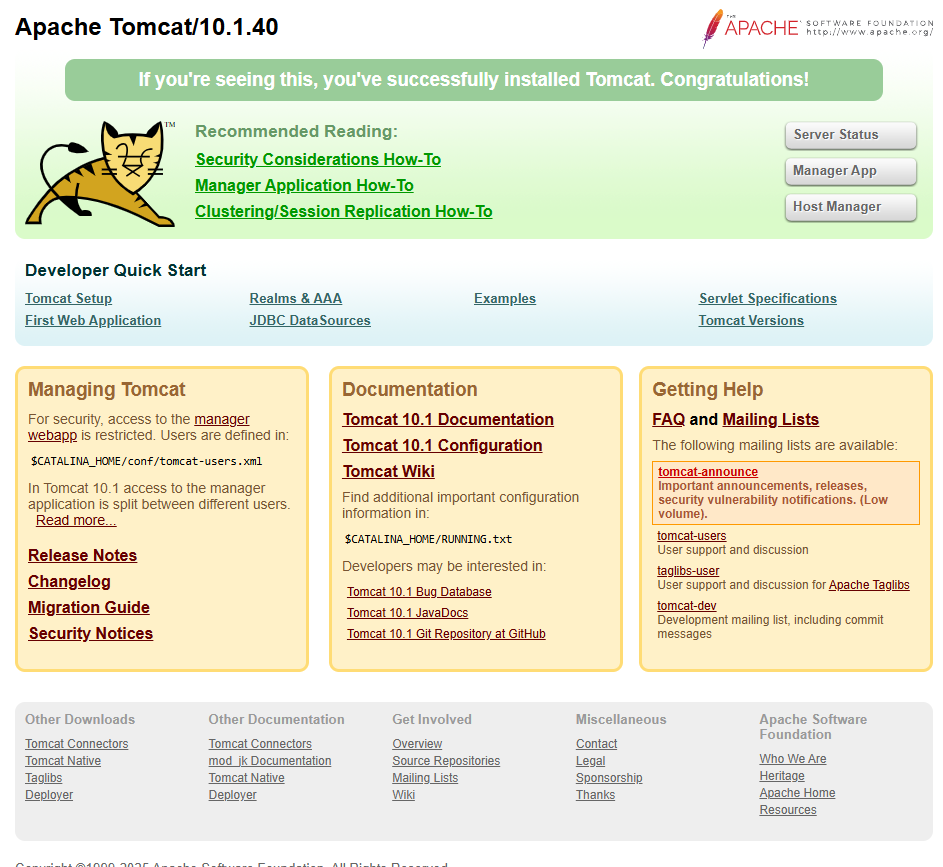 Apache Tomcat/10.1.40
THE APACHE SOFTWARE FOUNDATION
http://www.apache.org/
If you're seeing this, you've successfully installed Tomcat. Congratulations!
TM
Recommended Reading:
Security Considerations How-To
Manager Application How-To
Clustering/Session Replication How-To
Server Status
Manager App
Host Manager
Developer Quick Start
Tomcat Setup
First Web Application
Realms & AAA
JDBC DataSources
Examples
Servlet Specifications
Tomcat Versions
Managing Tomcat
For security, access to the manager
webapp is restricted. Users are defined in:
$CATALINA_HOME/conf/tomcat-users.xml
In Tomcat 10.1 access to the manager
application is split between different users.
Read more...
Release Notes
Changelog
Migration Guide
Security Notices
Documentation
Tomcat 10.1 Documentation
Tomcat 10.1 Configuration
Tomcat Wiki
Find additional important configuration
information in:
$CATALINA_HOME/RUNNING.txt
Developers may be interested in:
Tomcat 10.1 Bug Database
Tomcat 10.1 JavaDocs
Tomcat 10.1 Git Repository at GitHub
Getting Help
FAQ and Mailing Lists
The following mailing lists are available:
tomcat-announce
Important announcements, releases,
security vulnerability notifications. (Low
volume).
tomcat-users
User support and discussion
taglibs-user
User support and discussion for Apache Taglibs
tomcat-dev
Development mailing list, including commit
messages
Other Downloads
Tomcat Connectors
Tomcat Native
Taglibs
Deployer
Other Documentation
Tomcat Connectors
mod_jk Documentation
Tomcat Native
Deployer
Get Involved
Overview
Source Repositories
Mailing Lists
Wiki
Miscellaneous
Contact
Legal
Sponsorship
Thanks
Apache Software
Foundation
Who We Are
Heritage
Apache Home
Resources
Copyright ©1999-2025 Apache Software Foundation. All Rights Reserved